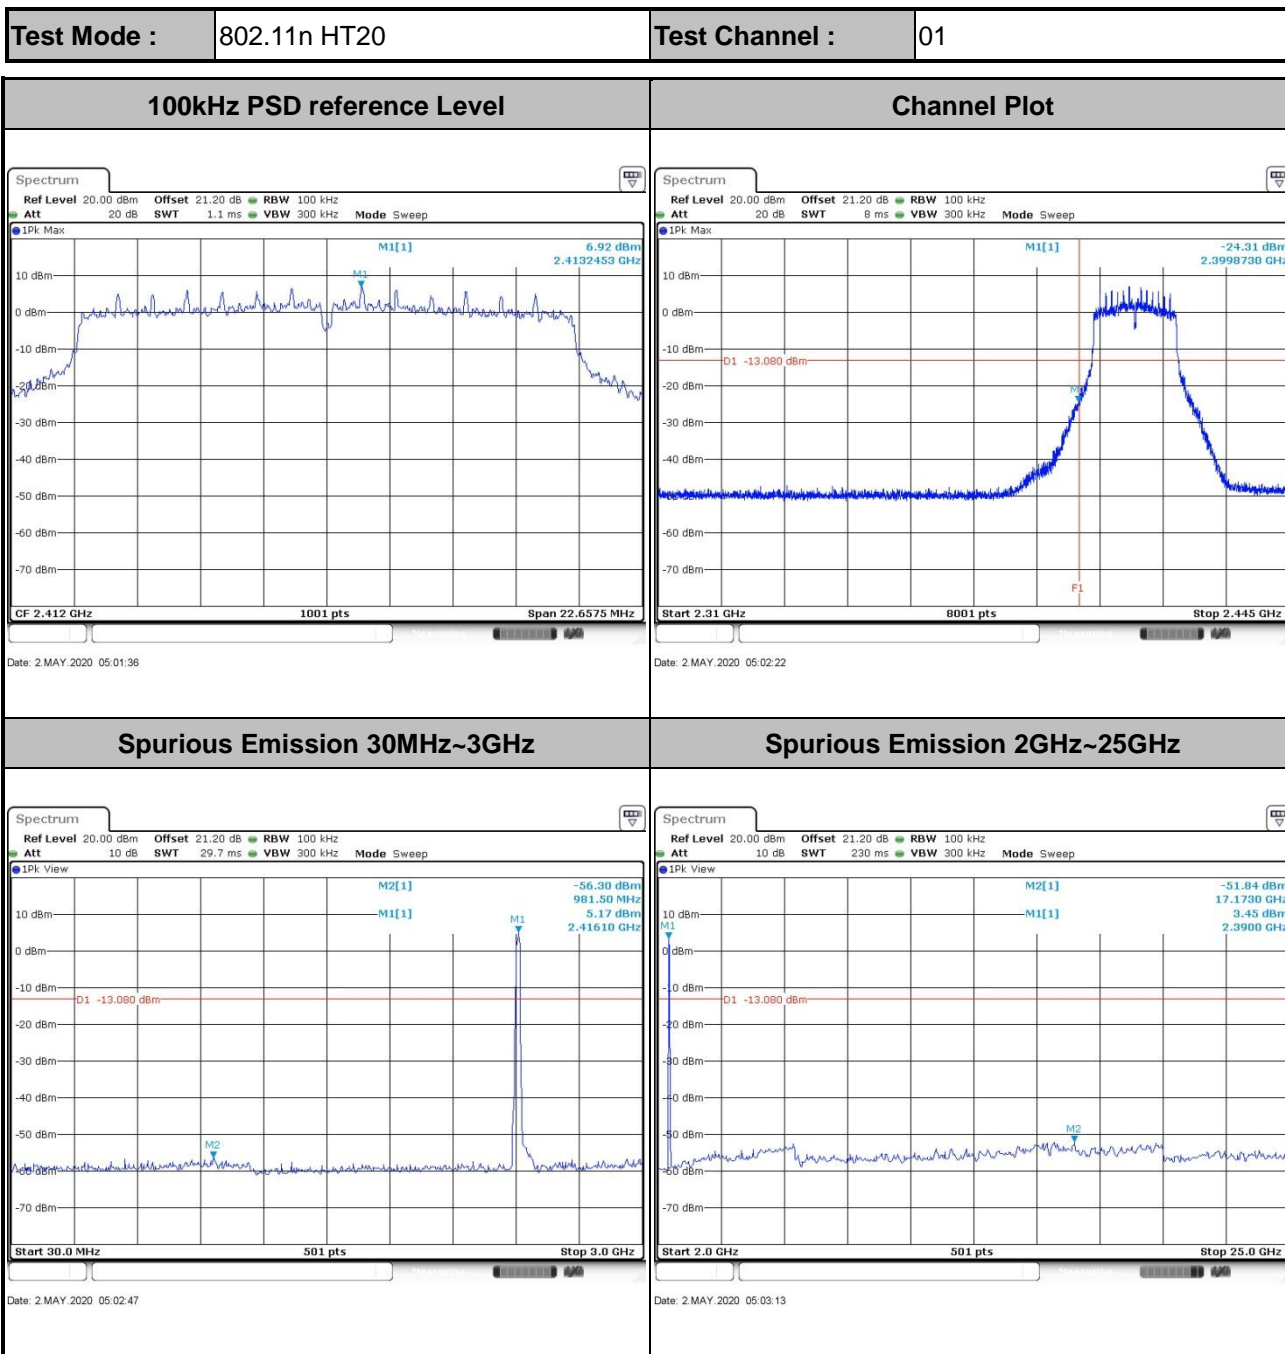 Test Mode : 802.11n HT20 Test Channel : 01
100kHz PSD reference Level Channel Plot
Spectrum
Ref Level 20.00 dBm Offset 21.20 dB RBW 100 kHz
Att 20 dB SWT 1.1 ms VBW 300 kHz Mode Sweep
1Pk Max
M1[1] 6.92 dBm
2.4132453 GHz
M1
10 dBm
0 dBm
-10 dBm
-20 dBm
-30 dBm
-40 dBm
-50 dBm
-60 dBm
-70 dBm
CF 2.412 GHz 1001 pts Span 22.6575 MHz
Date: 2.MAY.2020 05:01:36
Spectrum
Ref Level 20.00 dBm Offset 21.20 dB RBW 100 kHz
Att 20 dB SWT 8 ms VBW 300 kHz Mode Sweep
1Pk Max
M1[1] -24.31 dBm
2.3998730 GHz
10 dBm
0 dBm
-10 dBm
D1 -13.080 dBm
-20 dBm
-30 dBm
-40 dBm
-60 dBm
-70 dBm
F1
Start 2.31 GHz 8001 pts Stop 2.445 GHz
Date: 2.MAY.2020 05:02:22
Spurious Emission 30MHz~3GHz Spurious Emission 2GHz~25GHz
Spectrum
Ref Level 20.00 dBm Offset 21.20 dB RBW 100 kHz
Att 10 dB SWT 29.7 ms VBW 300 kHz Mode Sweep
1Pk View
M2[1] -56.30 dBm
981.50 MHz
10 dBm M1[1] 5.17 dBm
M1 2.41610 GHz
0 dBm
-10 dBm
D1 -13.080 dBm
-20 dBm
-30 dBm
-40 dBm
-50 dBm
M2
-60 dBm
-70 dBm
Start 30.0 MHz 501 pts Stop 3.0 GHz
Date: 2.MAY.2020 05:02:47
Spectrum
Ref Level 20.00 dBm Offset 21.20 dB RBW 100 kHz
Att 10 dB SWT 230 ms VBW 300 kHz Mode Sweep
1Pk View
M2[1] -51.84 dBm
17.1730 GHz
10 dBm M1[1] 3.45 dBm
M1 2.3900 GHz
0 dBm
-10 dBm
D1 -13.080 dBm
-20 dBm
-30 dBm
-40 dBm
M2
-50 dBm
-60 dBm
-70 dBm
Start 2.0 GHz 501 pts Stop 25.0 GHz
Date: 2.MAY.2020 05:03:13